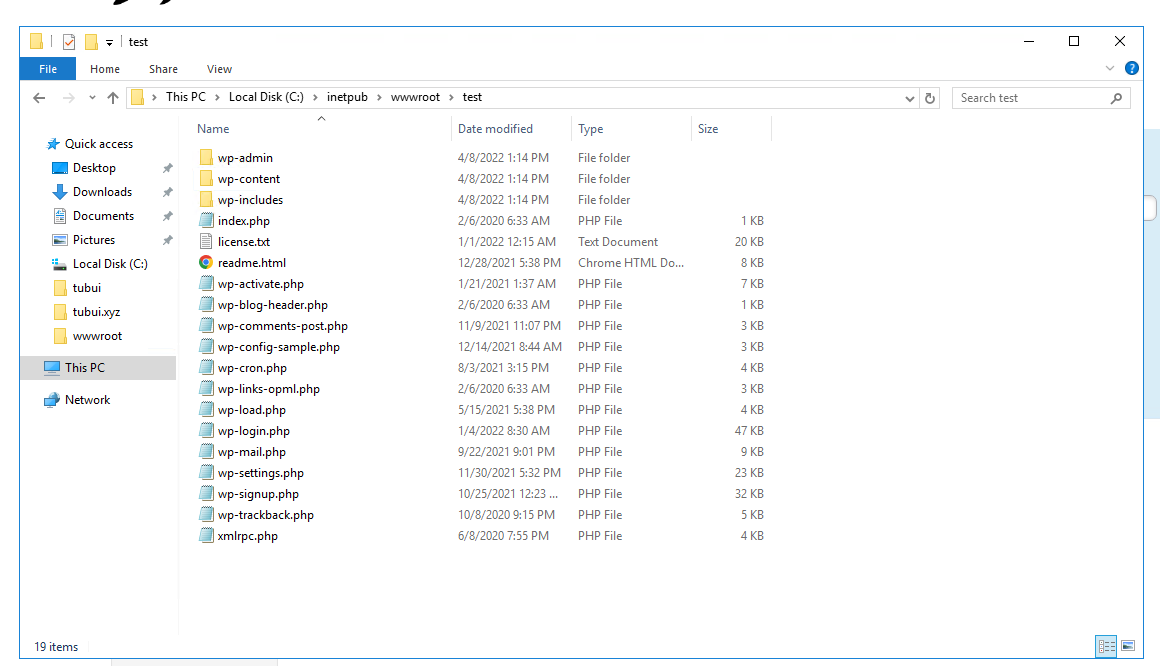 test
File Home Share View
This PC > Local Disk (C:) > inetpub > wwwroot > test Search test
Name Date modified Type Size
Quick access
Desktop
Downloads
Documents
Pictures
Local Disk (C:)
tubui
tubui.xyz
wwwroot
This PC
Network
wp-admin 4/8/2022 1:14 PM File folder
wp-content 4/8/2022 1:14 PM File folder
wp-includes 4/8/2022 1:14 PM File folder
index.php 2/6/2020 6:33 AM PHP File 1 KB
license.txt 1/1/2022 12:15 AM Text Document 20 KB
readme.html 12/28/2021 5:38 PM Chrome HTML Do... 8 KB
wp-activate.php 1/21/2021 1:37 AM PHP File 7 KB
wp-blog-header.php 2/6/2020 6:33 AM PHP File 1 KB
wp-comments-post.php 11/9/2021 11:07 PM PHP File 3 KB
wp-config-sample.php 12/14/2021 8:44 AM PHP File 3 KB
wp-cron.php 8/3/2021 3:15 PM PHP File 4 KB
wp-links-opml.php 2/6/2020 6:33 AM PHP File 3 KB
wp-load.php 5/15/2021 5:38 PM PHP File 4 KB
wp-login.php 1/4/2022 8:30 AM PHP File 47 KB
wp-mail.php 9/22/2021 9:01 PM PHP File 9 KB
wp-settings.php 11/30/2021 5:32 PM PHP File 23 KB
wp-signup.php 10/25/2021 12:23 ... PHP File 32 KB
wp-trackback.php 10/8/2020 9:15 PM PHP File 5 KB
xmlrpc.php 6/8/2020 7:55 PM PHP File 4 KB
19 items